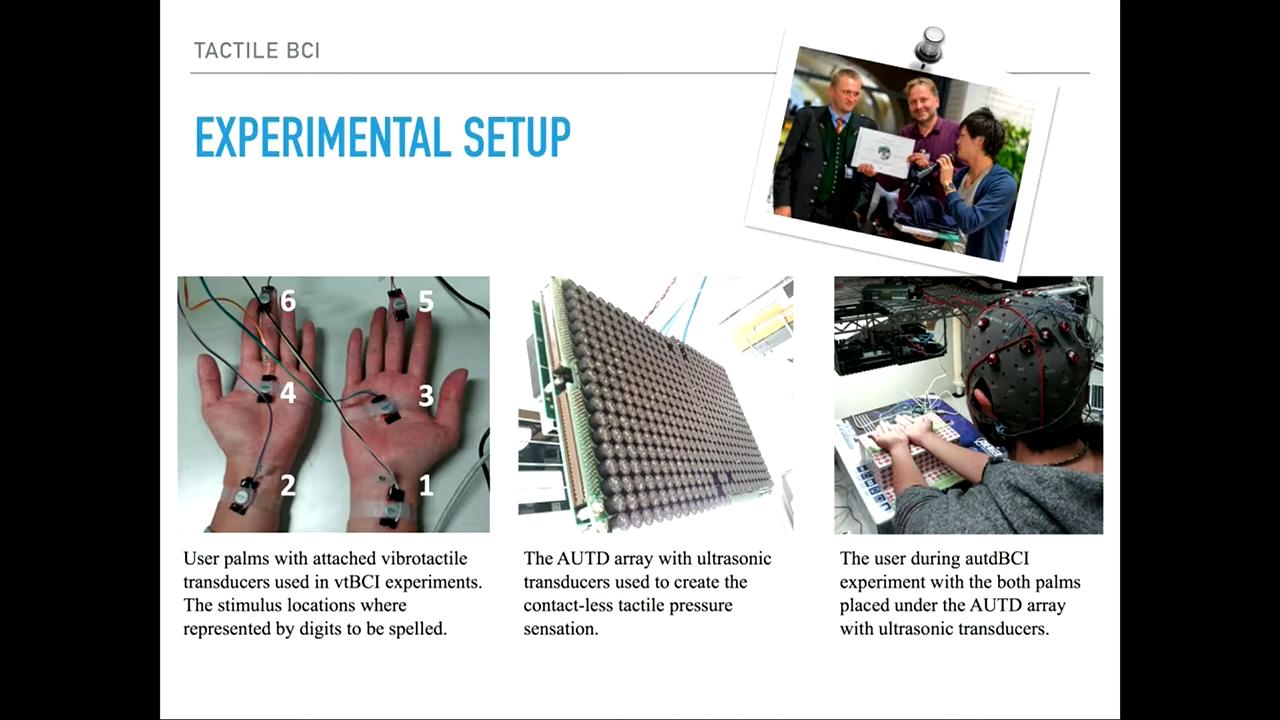 TACTILE BCI
EXPERIMENTAL SETUP
6
5
4
3
2
1
User palms with attached vibrotactile
transducers used in vtBCI experiments.
The stimulus locations where
represented by digits to be spelled.
The AUTD array with ultrasonic
transducers used to create the
contact-less tactile pressure
sensation.
The user during autdBCI
experiment with the both palms
placed under the AUTD array
with ultrasonic transducers.